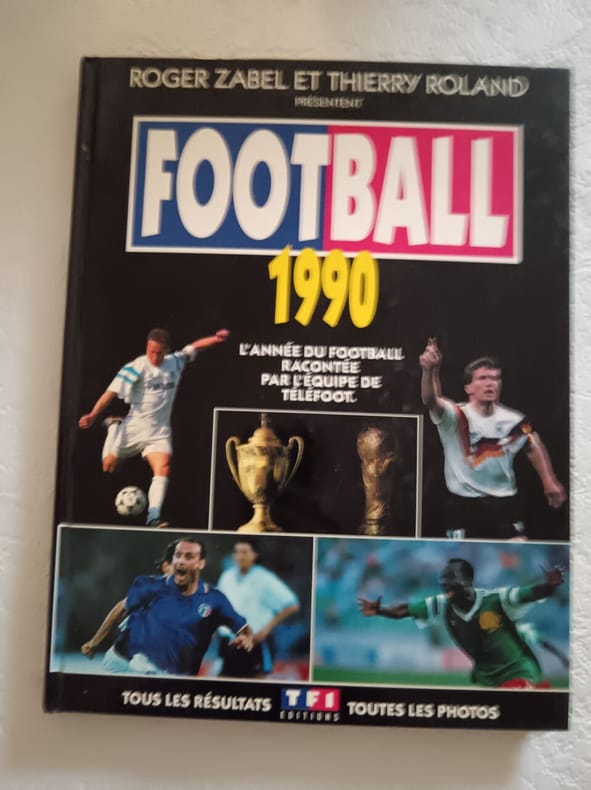 ROGER ZABEL ET THIERRY ROLAND
PRÉSENTENT
FOOTBALL
1990
L'ANNÉE DU FOOTBALL
RACONTÉE
PAR L'ÉQUIPE DE
TÉLÉFOOT.
TOUS LES RÉSULTATS
TF1
EDITIONS
TOUTES LES PHOTOS